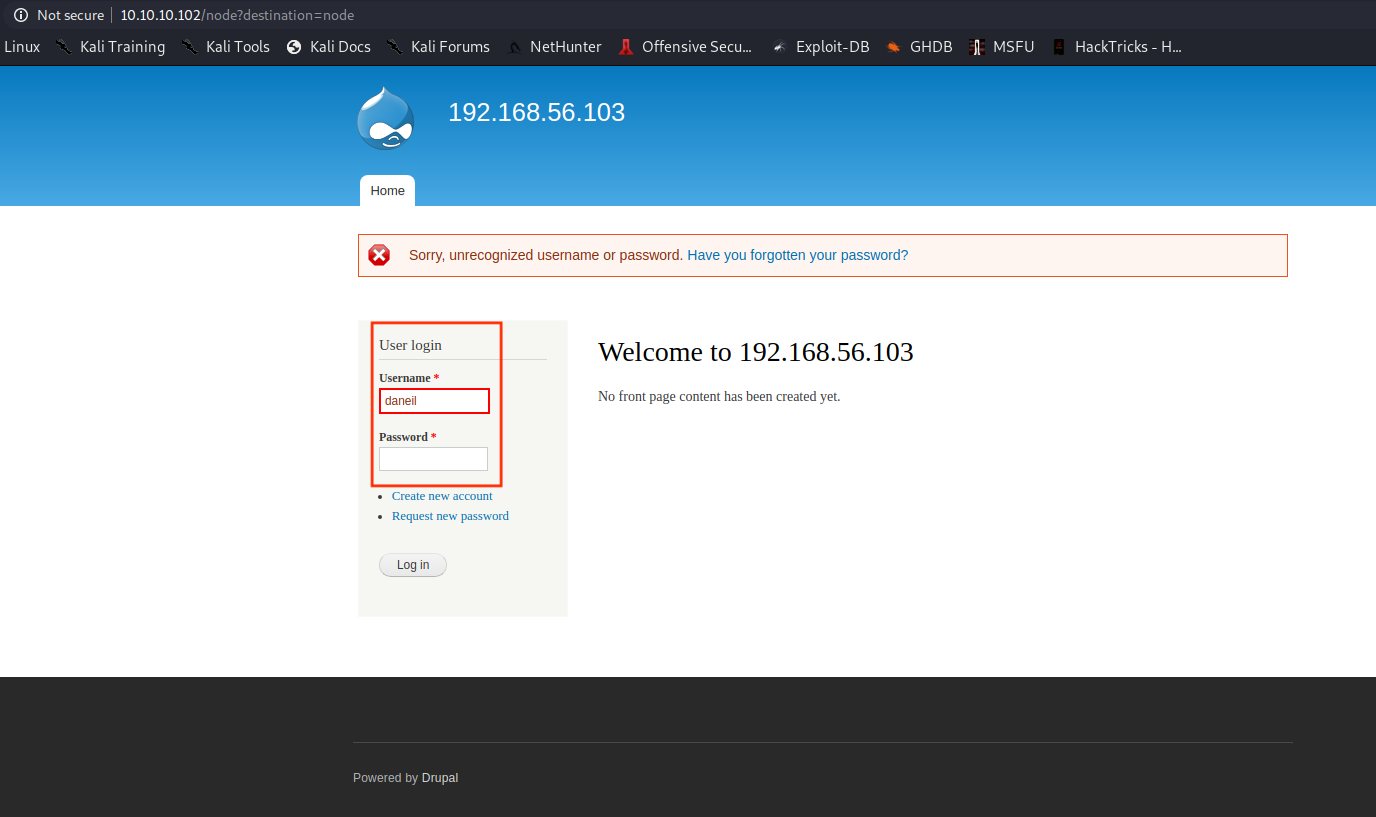 Not secure 10.10.10.102/node?destination=node
Linux Kali Training Kali Tools Kali Docs Kali Forums NetHunter Offensive Secu... Exploit-DB GHDB MSFU HackTricks - H...
192.168.56.103
Home
Sorry, unrecognized username or password. Have you forgotten your password?
User login
Username *
daneil
Password *
Create new account
Request new password
Log in
Welcome to 192.168.56.103
No front page content has been created yet.
Powered by Drupal